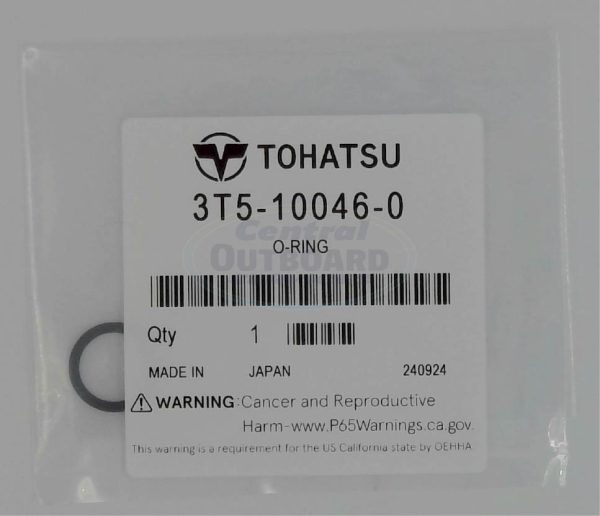 TOHATSU
3T5-10046-0
Central
O-RING
OUTBOARD
Qty 1
MADE IN JAPAN 240924
WARNING:Cancer and Reproductive
Harm-www.P65Warnings.ca.gov.
This warning is a requirement for the US California state by OEHHA.